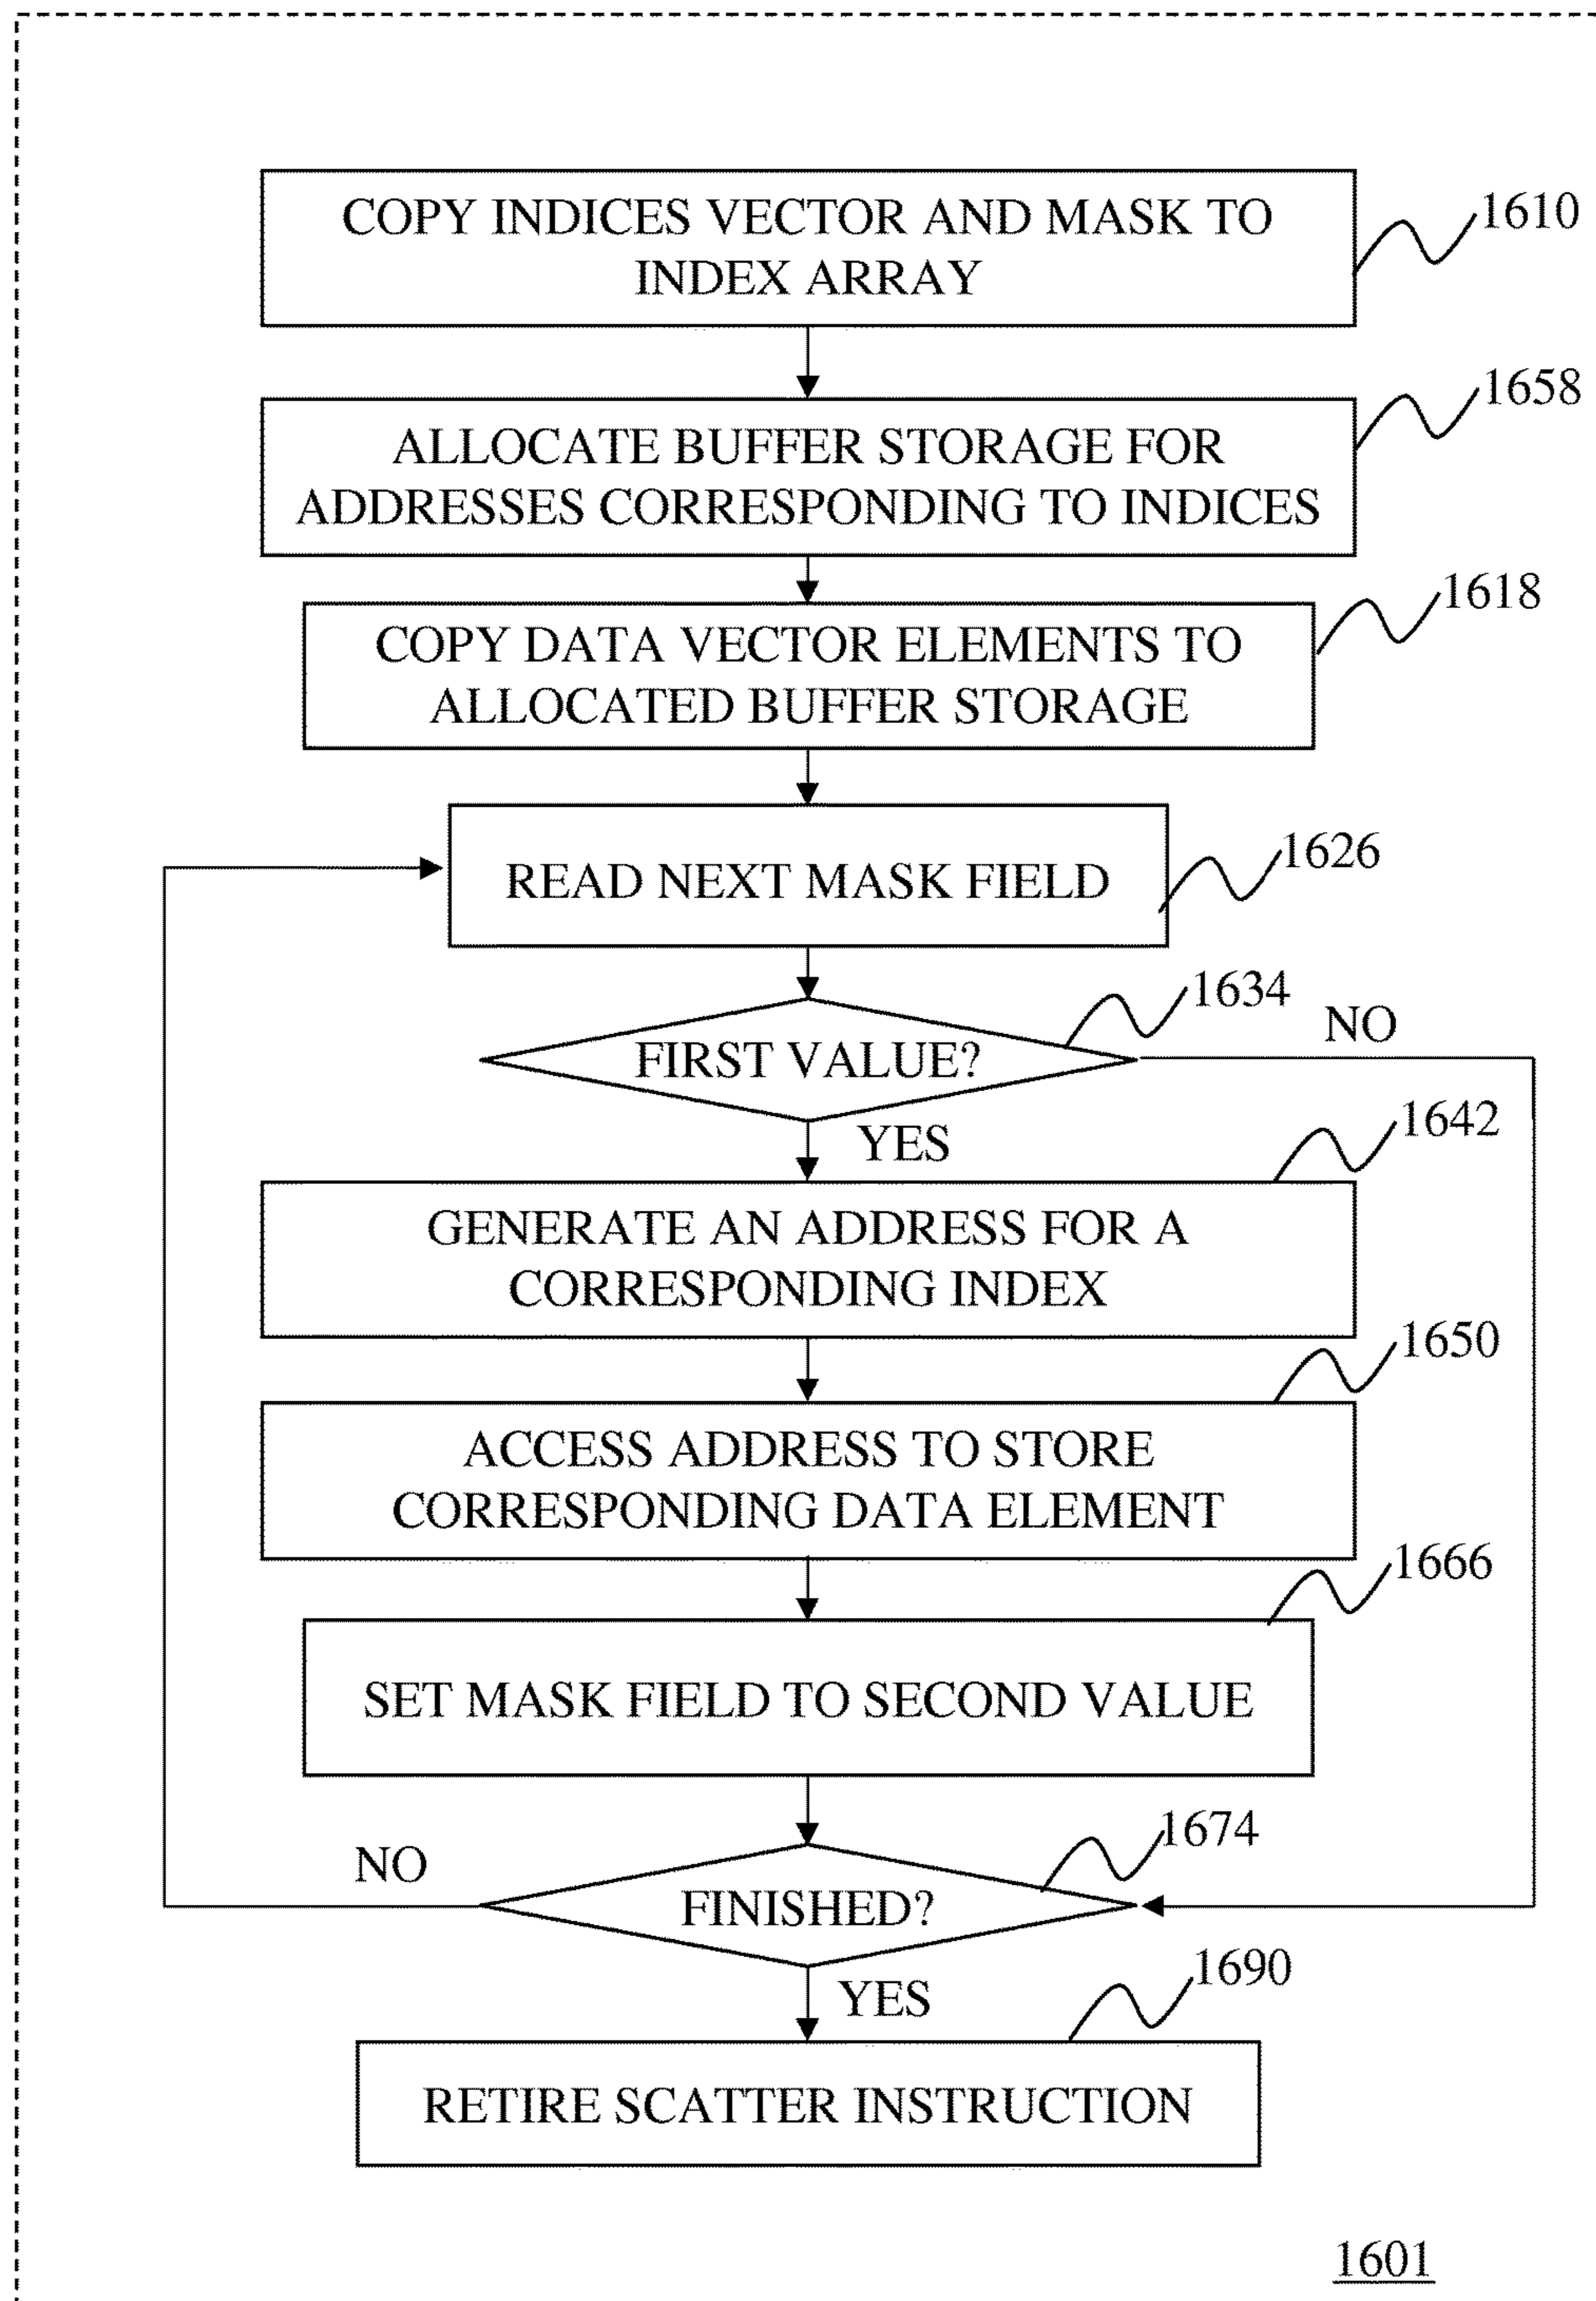 COPY INDICES VECTOR AND MASK TO
INDEX ARRAY
1610
ALLOCATE BUFFER STORAGE FOR
ADDRESSES CORRESPONDING TO INDICES
1658
COPY DATA VECTOR ELEMENTS TO
ALLOCATED BUFFER STORAGE
1618
READ NEXT MASK FIELD
1626
FIRST VALUE?
1634
NO
YES
GENERATE AN ADDRESS FOR A
CORRESPONDING INDEX
1642
ACCESS ADDRESS TO STORE
CORRESPONDING DATA ELEMENT
1650
SET MASK FIELD TO SECOND VALUE
1666
NO
FINISHED?
1674
YES
RETIRE SCATTER INSTRUCTION
1690
1601